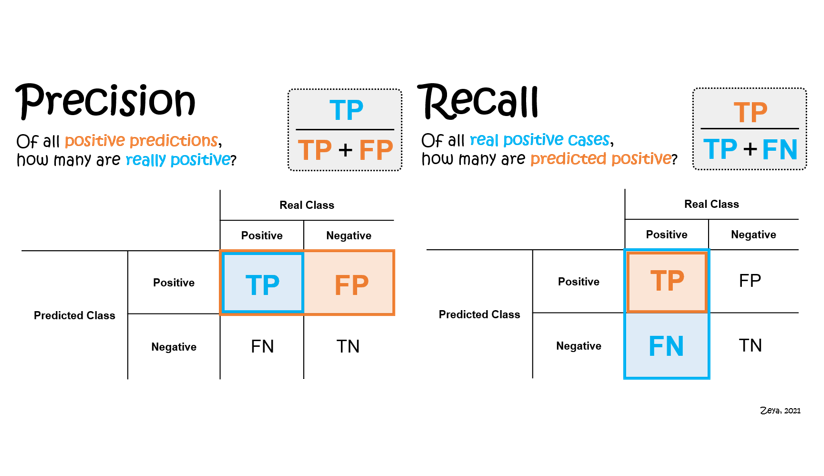 Precision
Of all positive predictions,
how many are really positive?
TP
TP + FP
Real Class
Positive Negative
Predicted Class
Positive TP FP
Negative FN TN
Recall
Of all real positive cases,
how many are predicted positive?
TP
TP + FN
Real Class
Positive Negative
Predicted Class
Positive TP FP
Negative FN TN
Zeya, 2021